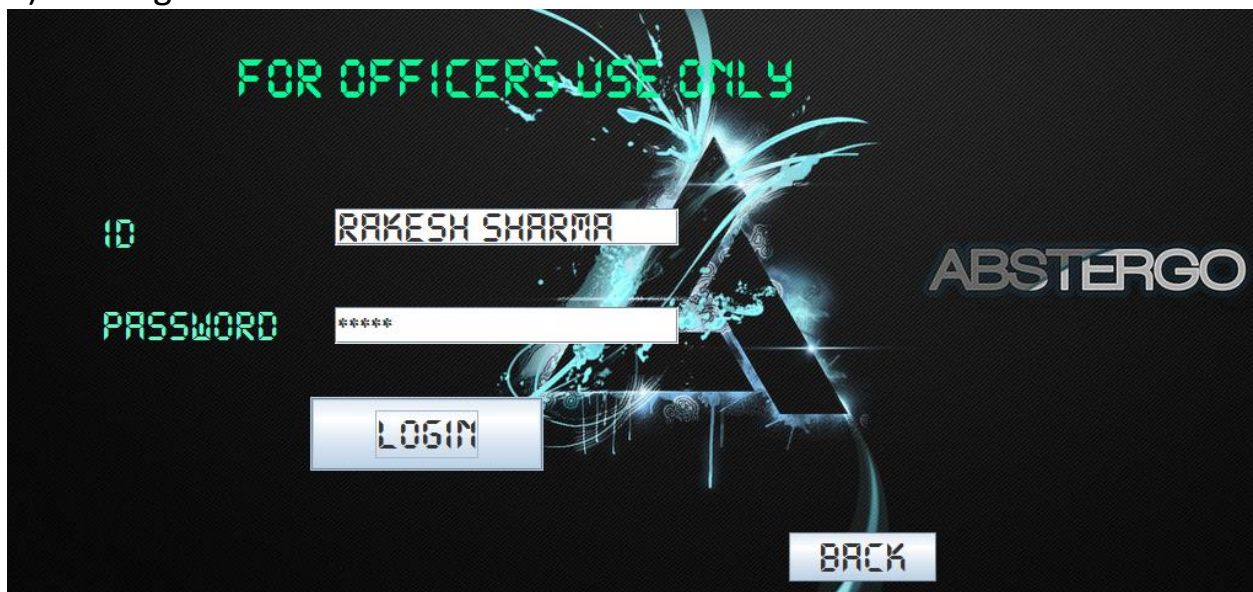 FOR OFFICERS USE ONLY
ID RAKESH SHARMA
ABSTERGO
PASSWORD *****
LOGIN
BACK